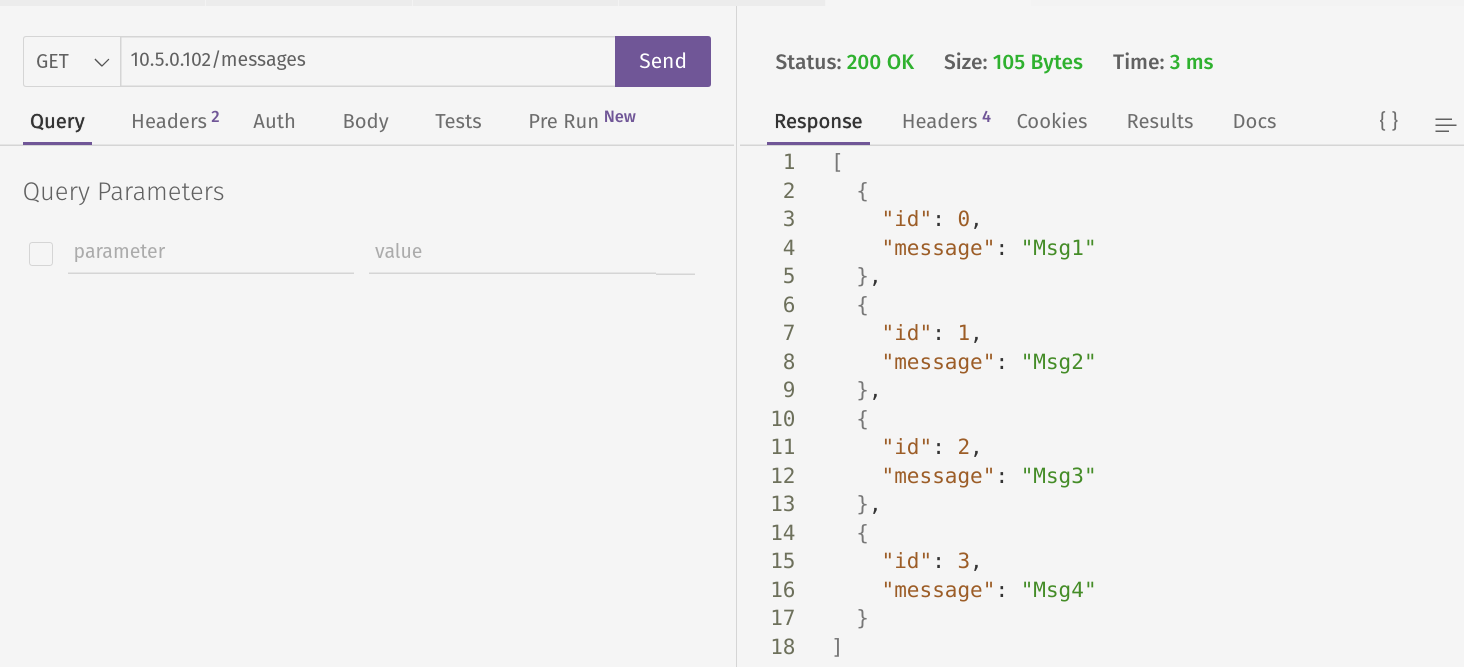 GET 10.5.0.102/messages Send
Query Headers 2 Auth Body Tests Pre Run New
Query Parameters
parameter value
Status: 200 OK Size: 105 Bytes Time: 3 ms
Response Headers 4 Cookies Results Docs { }
1 [
2 {
3 "id": 0,
4 "message": "Msg1"
5 },
6 {
7 "id": 1,
8 "message": "Msg2"
9 },
10 {
11 "id": 2,
12 "message": "Msg3"
13 },
14 {
15 "id": 3,
16 "message": "Msg4"
17 }
18 ]